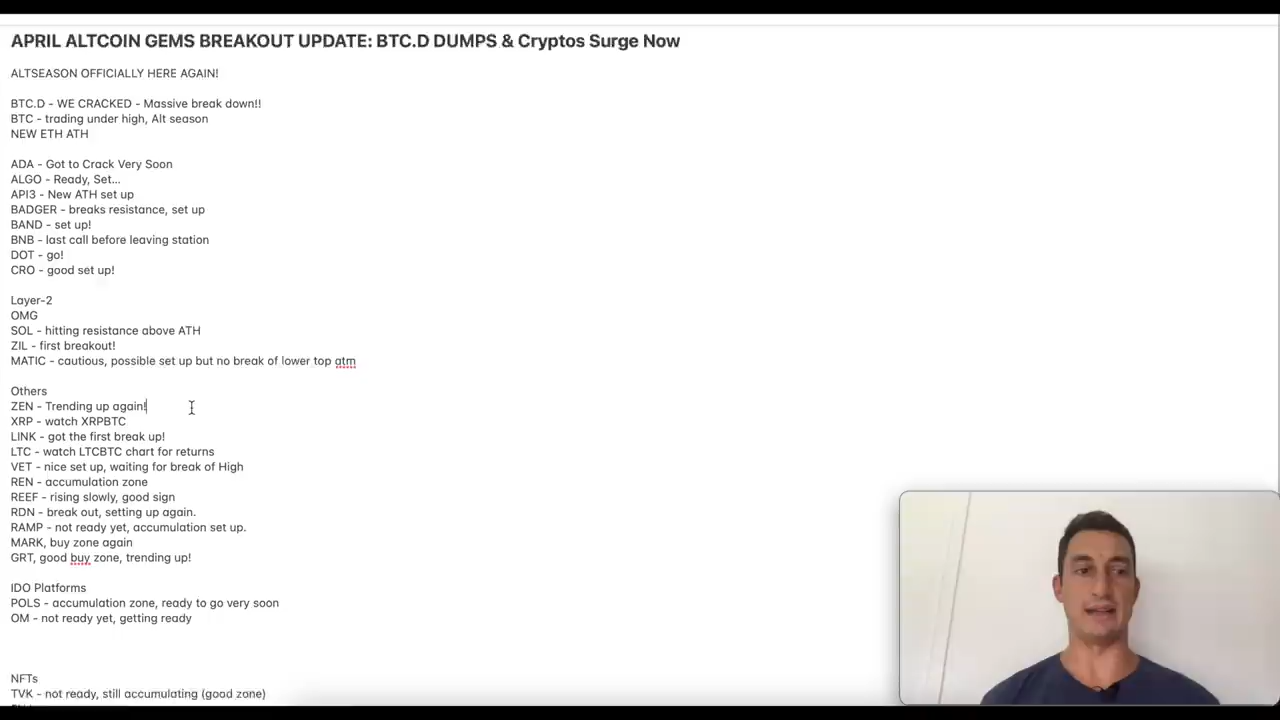 APRIL ALTCOIN GEMS BREAKOUT UPDATE: BTC.D DUMPS & Cryptos Surge Now
ALTSEASON OFFICIALLY HERE AGAIN!
BTC.D - WE CRACKED - Massive break down!!
BTC - trading under high, Alt season
NEW ETH ATH
ADA - Got to Crack Very Soon
ALGO - Ready, Set...
API3 - New ATH set up
BADGER - breaks resistance, set up
BAND - set up!
BNB - last call before leaving station
DOT - go!
CRO - good set up!
Layer-2
OMG
SOL - hitting resistance above ATH
ZIL - first breakout!
MATIC - cautious, possible set up but no break of lower top atm
Others
ZEN - Trending up again!
XRP - watch XRPBTC
LINK - got the first break up!
LTC - watch LTCBTC chart for returns
VET - nice set up, waiting for break of High
REN - accumulation zone
REEF - rising slowly, good sign
RDN - break out, setting up again.
RAMP - not ready yet, accumulation set up.
MARK, buy zone again
GRT, good buy zone, trending up!
IDO Platforms
POLS - accumulation zone, ready to go very soon
OM - not ready yet, getting ready
NFTs
TVK - not ready, still accumulating (good zone)